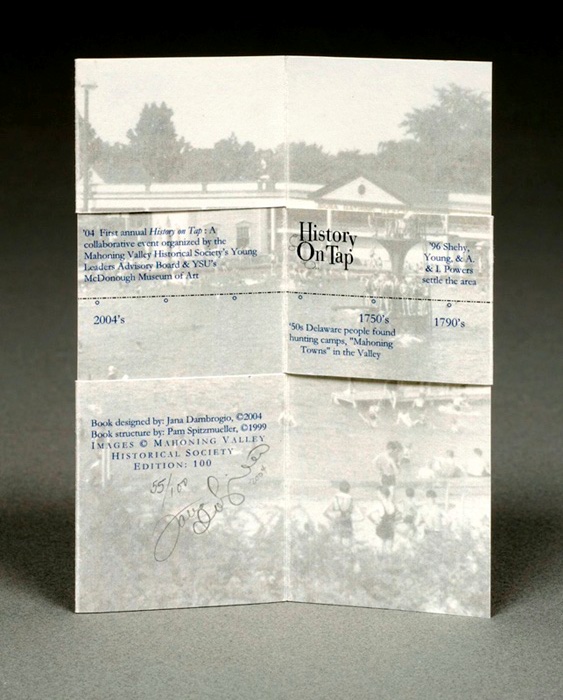 '04 First annual History on Tap : A
collaborative event organized by the
Mahoning Valley Historical Society's Young
Leaders Advisory Board & YSU's
McDonough Museum of Art
2004's
History
On Tap
'96 Shehy,
Young, & A.
& I. Powers
settle the area
1750's
'50s Delaware people found
hunting camps, "Mahoning
Towns" in the Valley
1790's
Book designed by: Jana Dambrogio, ©2004
Book structure by: Pam Spitzmueller, ©1999
IMAGES © MAHONING VALLEY
HISTORICAL SOCIETY
EDITION: 100
55/100